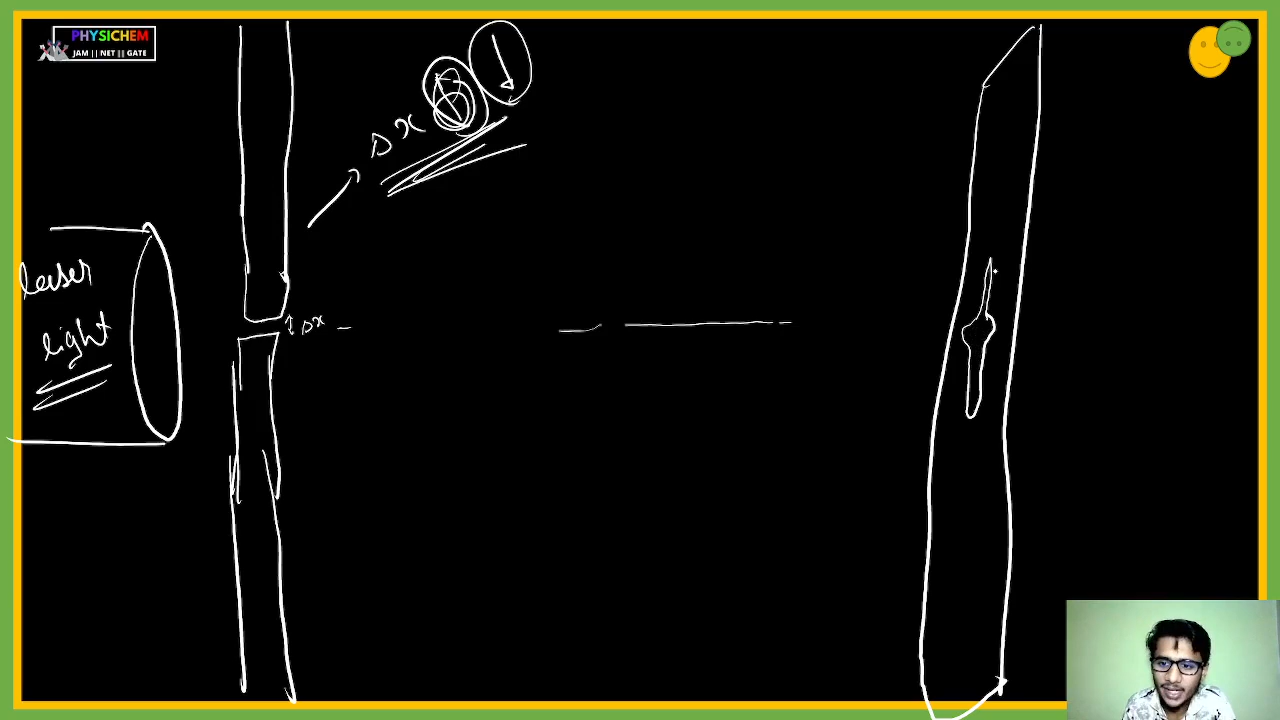 PHYSICHEM
JAM || NET || GATE
Δx ↓
laser
light
↕Δx